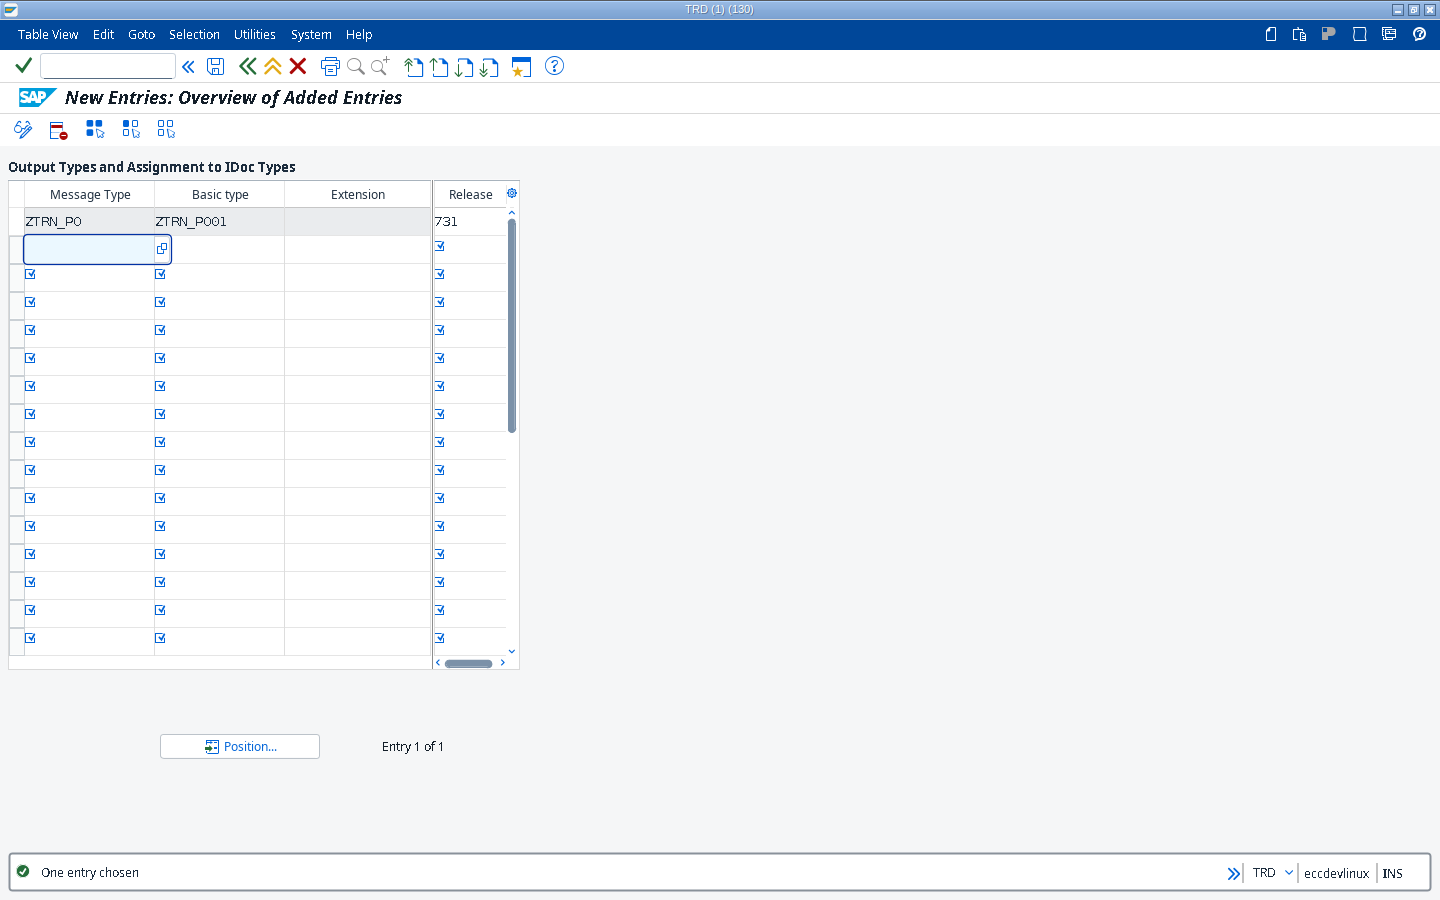 TRD (1) (130)
Table View Edit Goto Selection Utilities System Help
SAP New Entries: Overview of Added Entries
Output Types and Assignment to IDoc Types
Message Type Basic type Extension Release
ZTRN_PO ZTRN_PO01 731
Position... Entry 1 of 1
One entry chosen TRD eccdevlinux INS